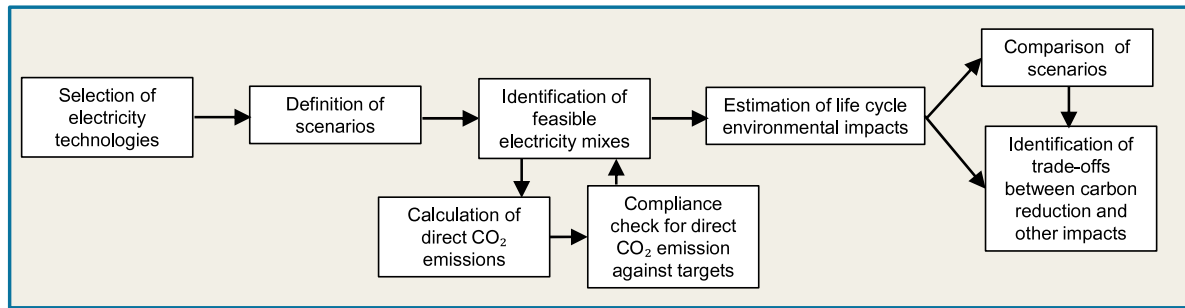 Selection of
electricity
technologies
Definition of
scenarios
Identification of
feasible
electricity mixes
Calculation of
direct CO₂
emissions
Compliance
check for direct
CO₂ emission
against targets
Estimation of life cycle
environmental impacts
Comparison of
scenarios
Identification of
trade-offs
between carbon
reduction and
other impacts